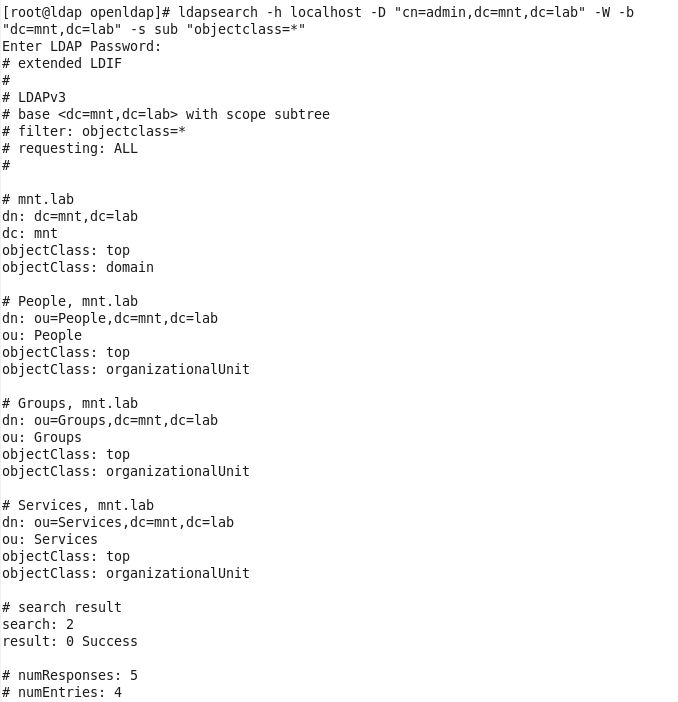 [root@ldap openldap]# ldapsearch -h localhost -D "cn=admin,dc=mnt,dc=lab" -W -b
"dc=mnt,dc=lab" -s sub "objectclass=*"
Enter LDAP Password:
# extended LDIF
#
# LDAPv3
# base <dc=mnt,dc=lab> with scope subtree
# filter: objectclass=*
# requesting: ALL
#

# mnt.lab
dn: dc=mnt,dc=lab
dc: mnt
objectClass: top
objectClass: domain

# People, mnt.lab
dn: ou=People,dc=mnt,dc=lab
ou: People
objectClass: top
objectClass: organizationalUnit

# Groups, mnt.lab
dn: ou=Groups,dc=mnt,dc=lab
ou: Groups
objectClass: top
objectClass: organizationalUnit

# Services, mnt.lab
dn: ou=Services,dc=mnt,dc=lab
ou: Services
objectClass: top
objectClass: organizationalUnit

# search result
search: 2
result: 0 Success

# numResponses: 5
# numEntries: 4